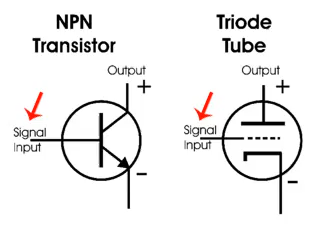 NPN
Transistor
Output
+
Signal
Input
-
Triode
Tube
Output
+
Signal
Input
-